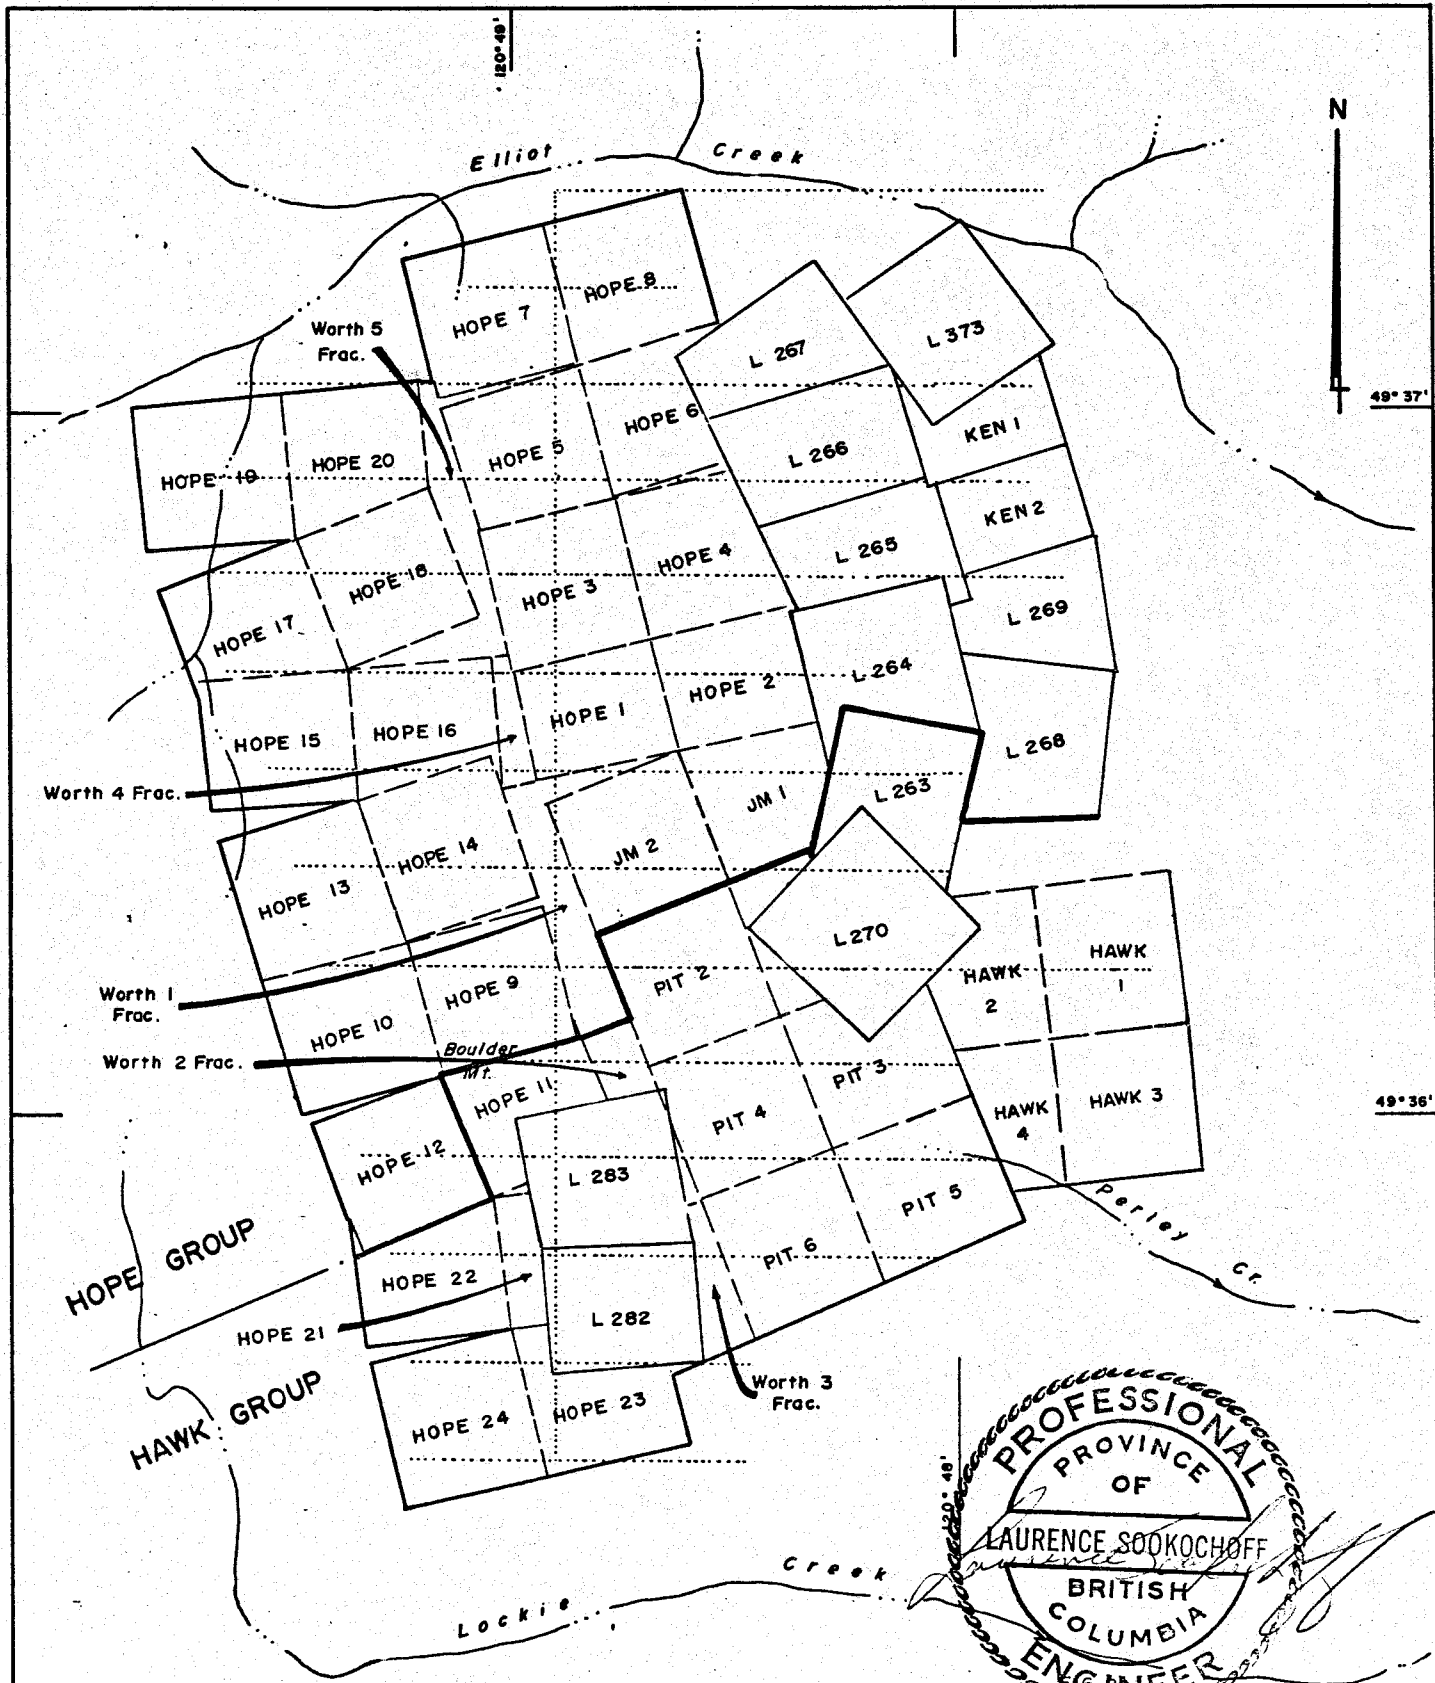 120° 49'
N
Elliot Creek
HOPE 8
HOPE 7
Worth 5
Frac.
L 373
L 267
49° 37'
HOPE 6
KEN 1
HOPE 5
L 266
HOPE 20
HOPE 19
KEN 2
L 265
HOPE 4
HOPE 18
HOPE 3
L 269
HOPE 17
L 264
HOPE 2
HOPE 1
HOPE 16
HOPE 15
L 268
Worth 4 Frac.
L 263
JM 1
JM 2
HOPE 14
HOPE 13
L 270
HAWK
1
HAWK
2
PIT 2
HOPE 9
Worth 1
Frac.
HOPE 10
Worth 2 Frac.
Boulder
Mt.
PIT 3
HOPE 11
HAWK 3
HAWK
4
49° 36'
PIT 4
HOPE 12
L 283
PIT 5
Perley Cr.
PIT 6
HOPE GROUP
HOPE 22
L 282
HOPE 21
HAWK GROUP
Worth 3
Frac.
HOPE 23
HOPE 24
120° 48'
PROFESSIONAL
PROVINCE
OF
LAURENCE SOOKOCHOFF
BRITISH
COLUMBIA
ENGINEER
Lockie Creek